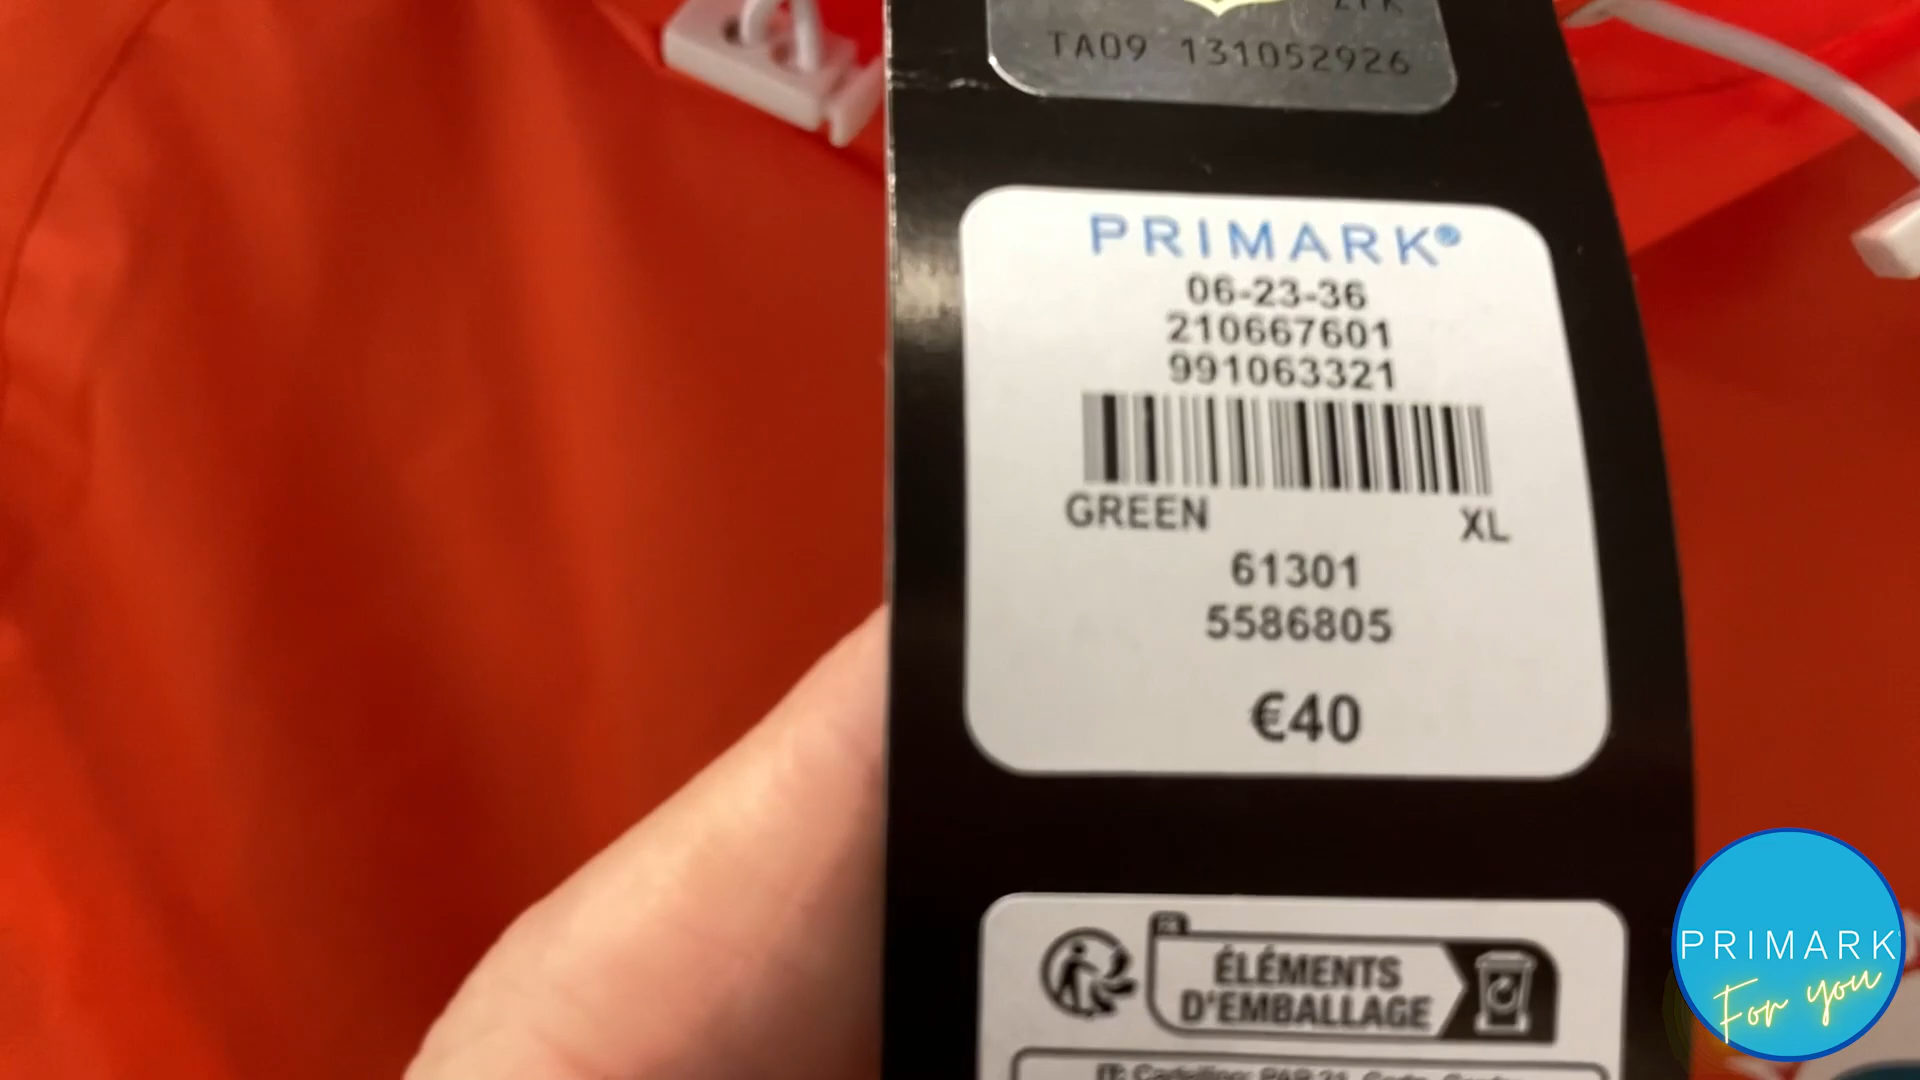 TA09 131052926
PRIMARK
06-23-36
210667601
991063321
GREEN XL
61301
5586805
€40
ÉLÉMENTS
D'EMBALLAGE
PRIMARK
For you